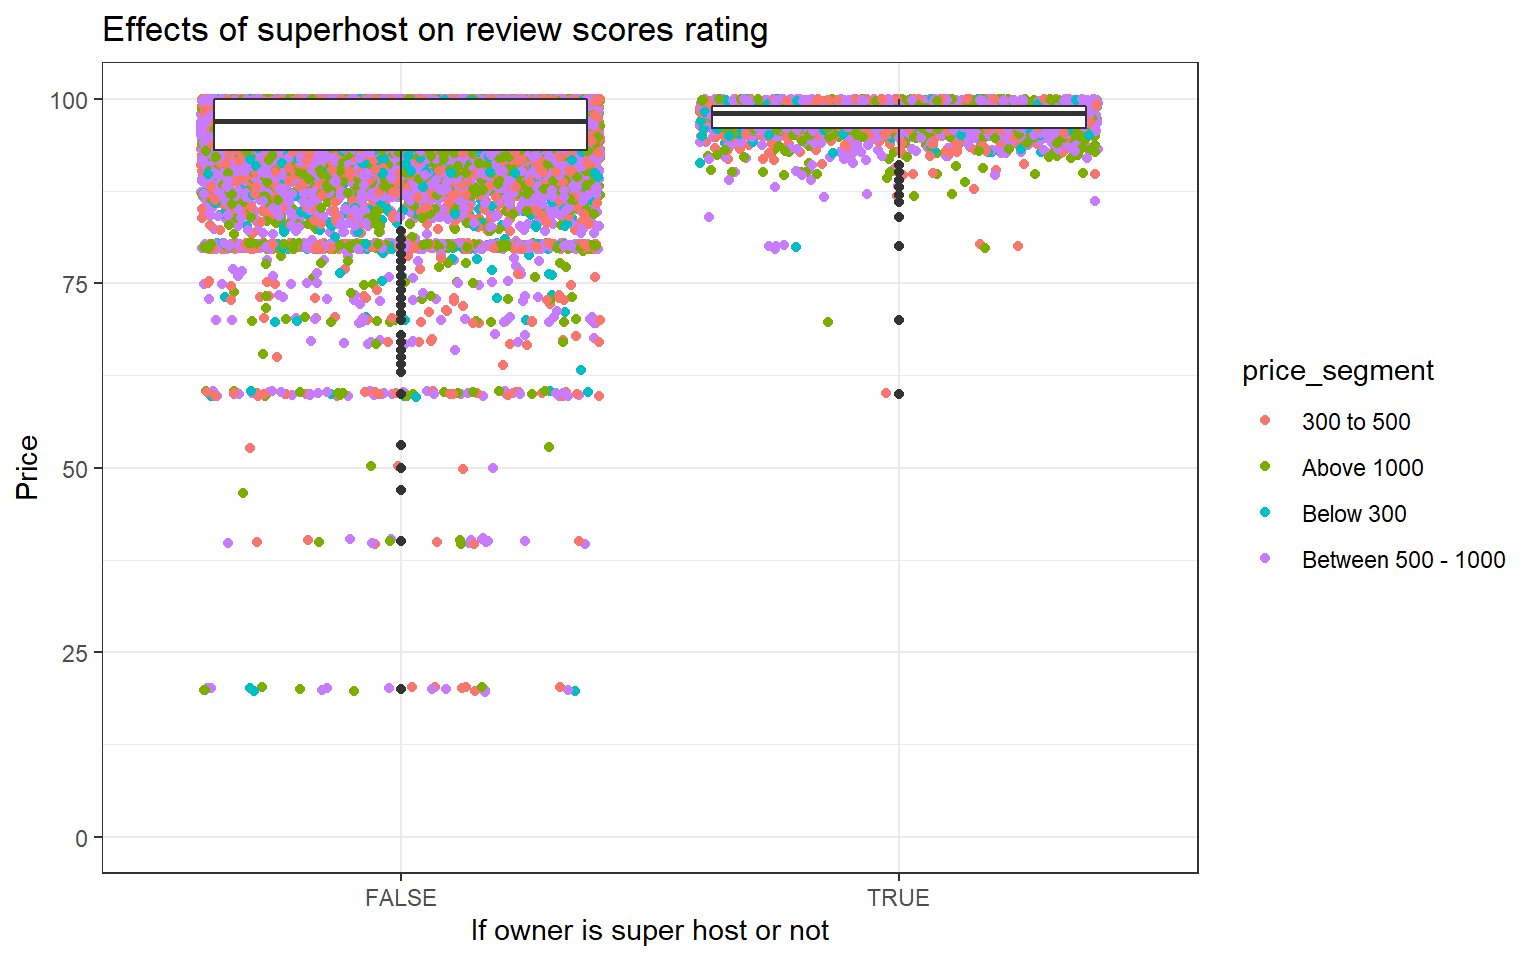 Effects of superhost on review scores rating
100
75
50
25
0
Price
FALSE
TRUE
If owner is super host or not
price_segment
300 to 500
Above 1000
Below 300
Between 500 - 1000